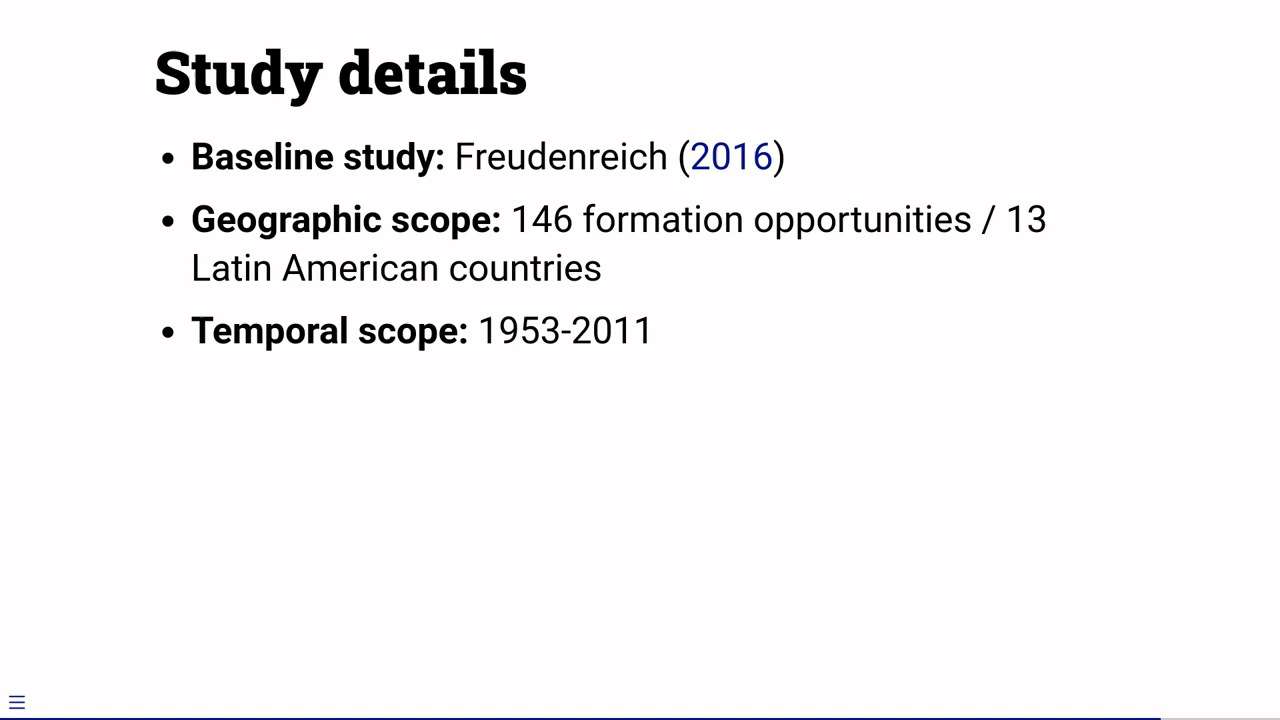 Study details
• Baseline study: Freudenreich (2016)
• Geographic scope: 146 formation opportunities / 13
Latin American countries
• Temporal scope: 1953-2011